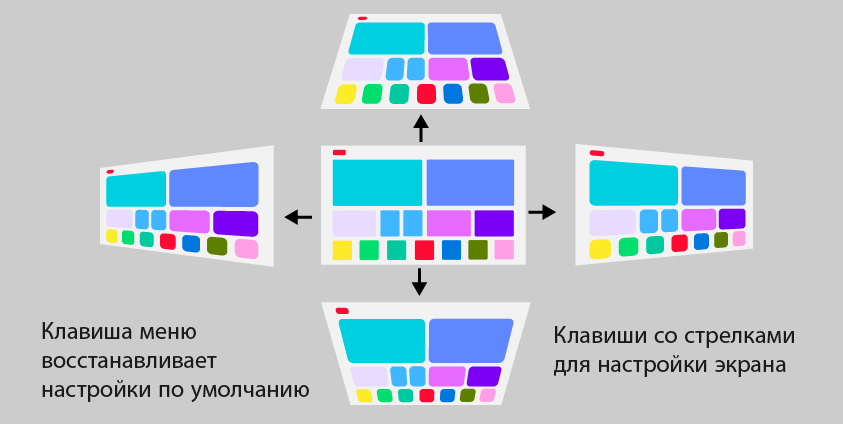 Клавиша меню
восстанавливает
настройки по умолчанию
Клавиши со стрелками
для настройки экрана